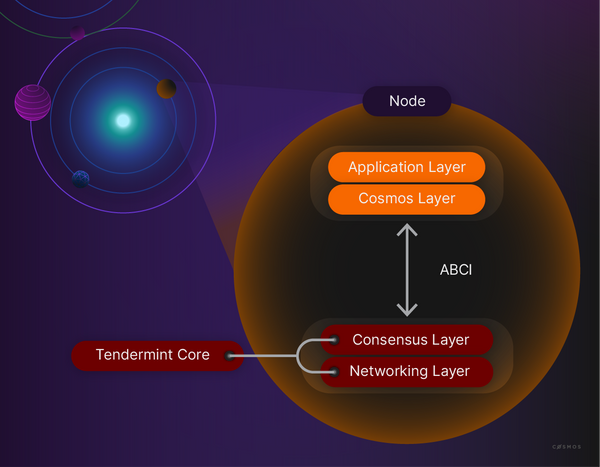 Node
Application Layer
Cosmos Layer
ABCI
Consensus Layer
Tendermint Core
Networking Layer
COSMOS